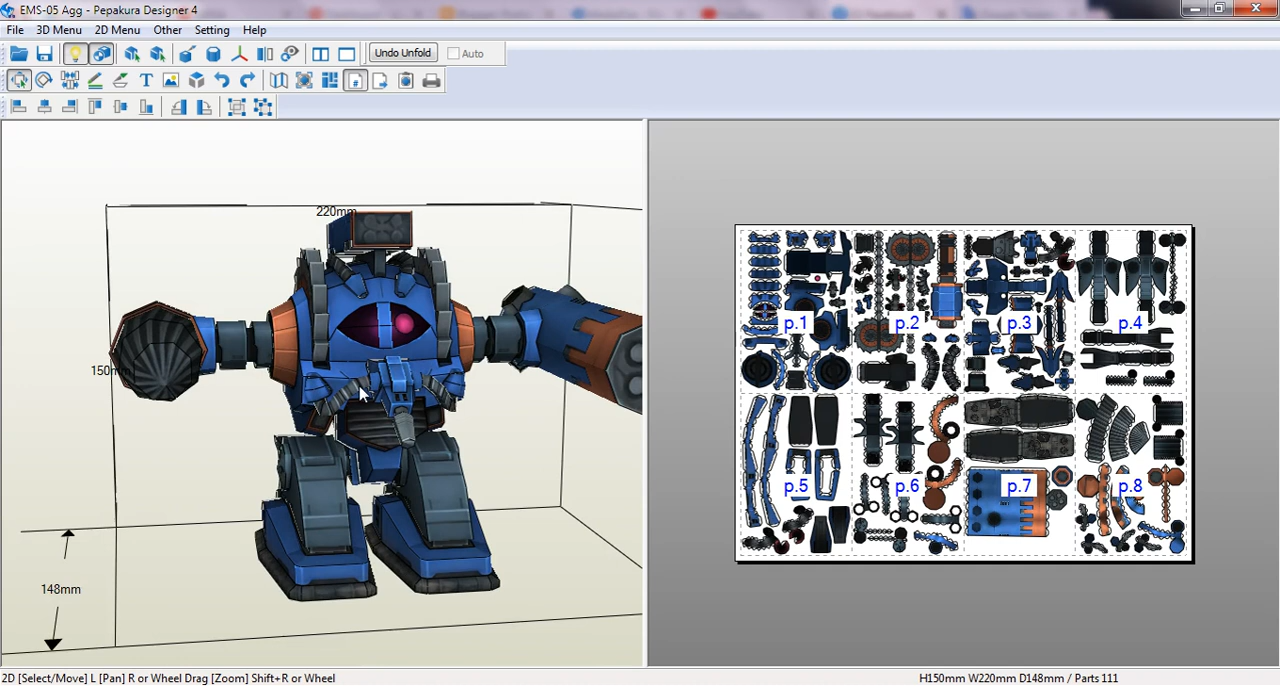 EMS-05 Agg - Pepakura Designer 4
File 3D Menu 2D Menu Other Setting Help
Undo Unfold Auto
220mm
150mm
148mm
p.1 p.2 p.3 p.4
p.5 p.6 p.7 p.8
2D [Select/Move] L [Pan] R or Wheel Drag [Zoom] Shift+R or Wheel
H150mm W220mm D148mm / Parts 111